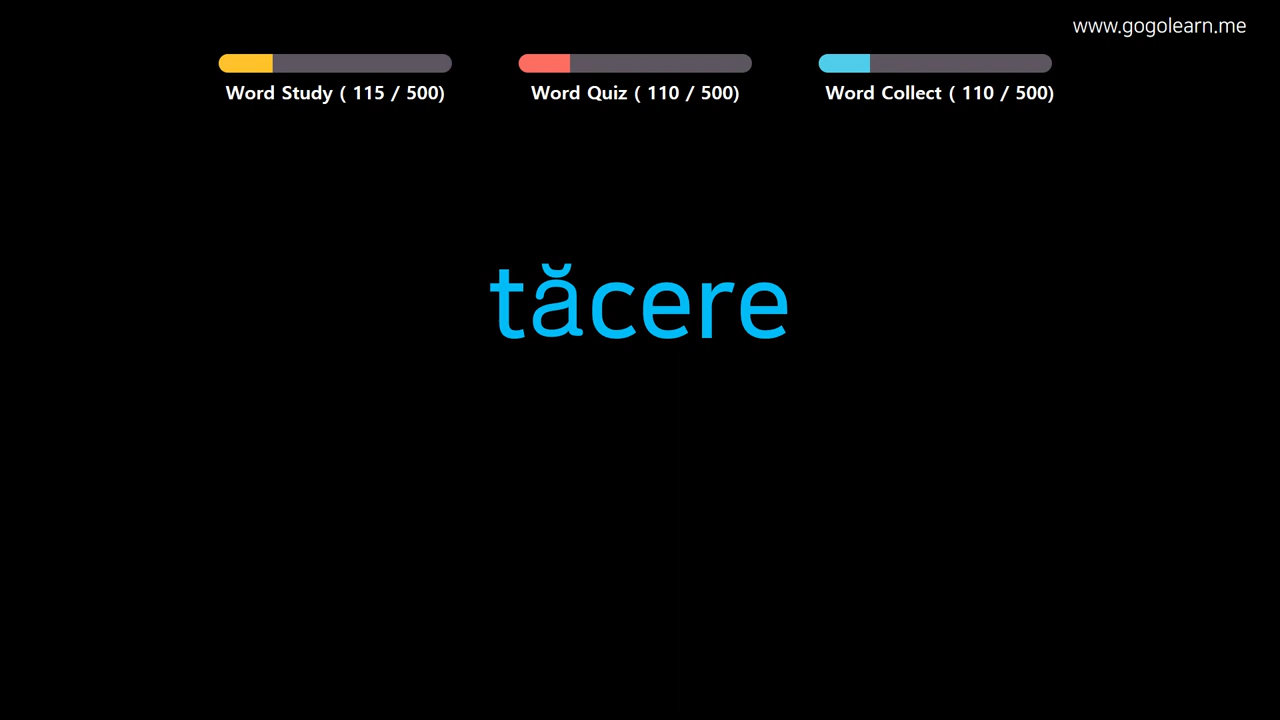 www.gogolearn.me
Word Study ( 115 / 500)
Word Quiz ( 110 / 500)
Word Collect ( 110 / 500)
tăcere